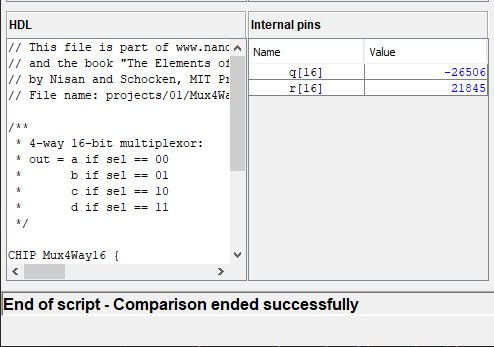 HDL
// This file is part of www.nand
// and the book "The Elements of
// by Nisan and Schocken, MIT Pr
// File name: projects/01/Mux4Wa
/**
* 4-way 16-bit multiplexor:
* out = a if sel == 00
* b if sel == 01
* c if sel == 10
* d if sel == 11
*/
CHIP Mux4Way16 {
Internal pins
Name Value
q[16] -26506
r[16] 21845
End of script - Comparison ended successfully